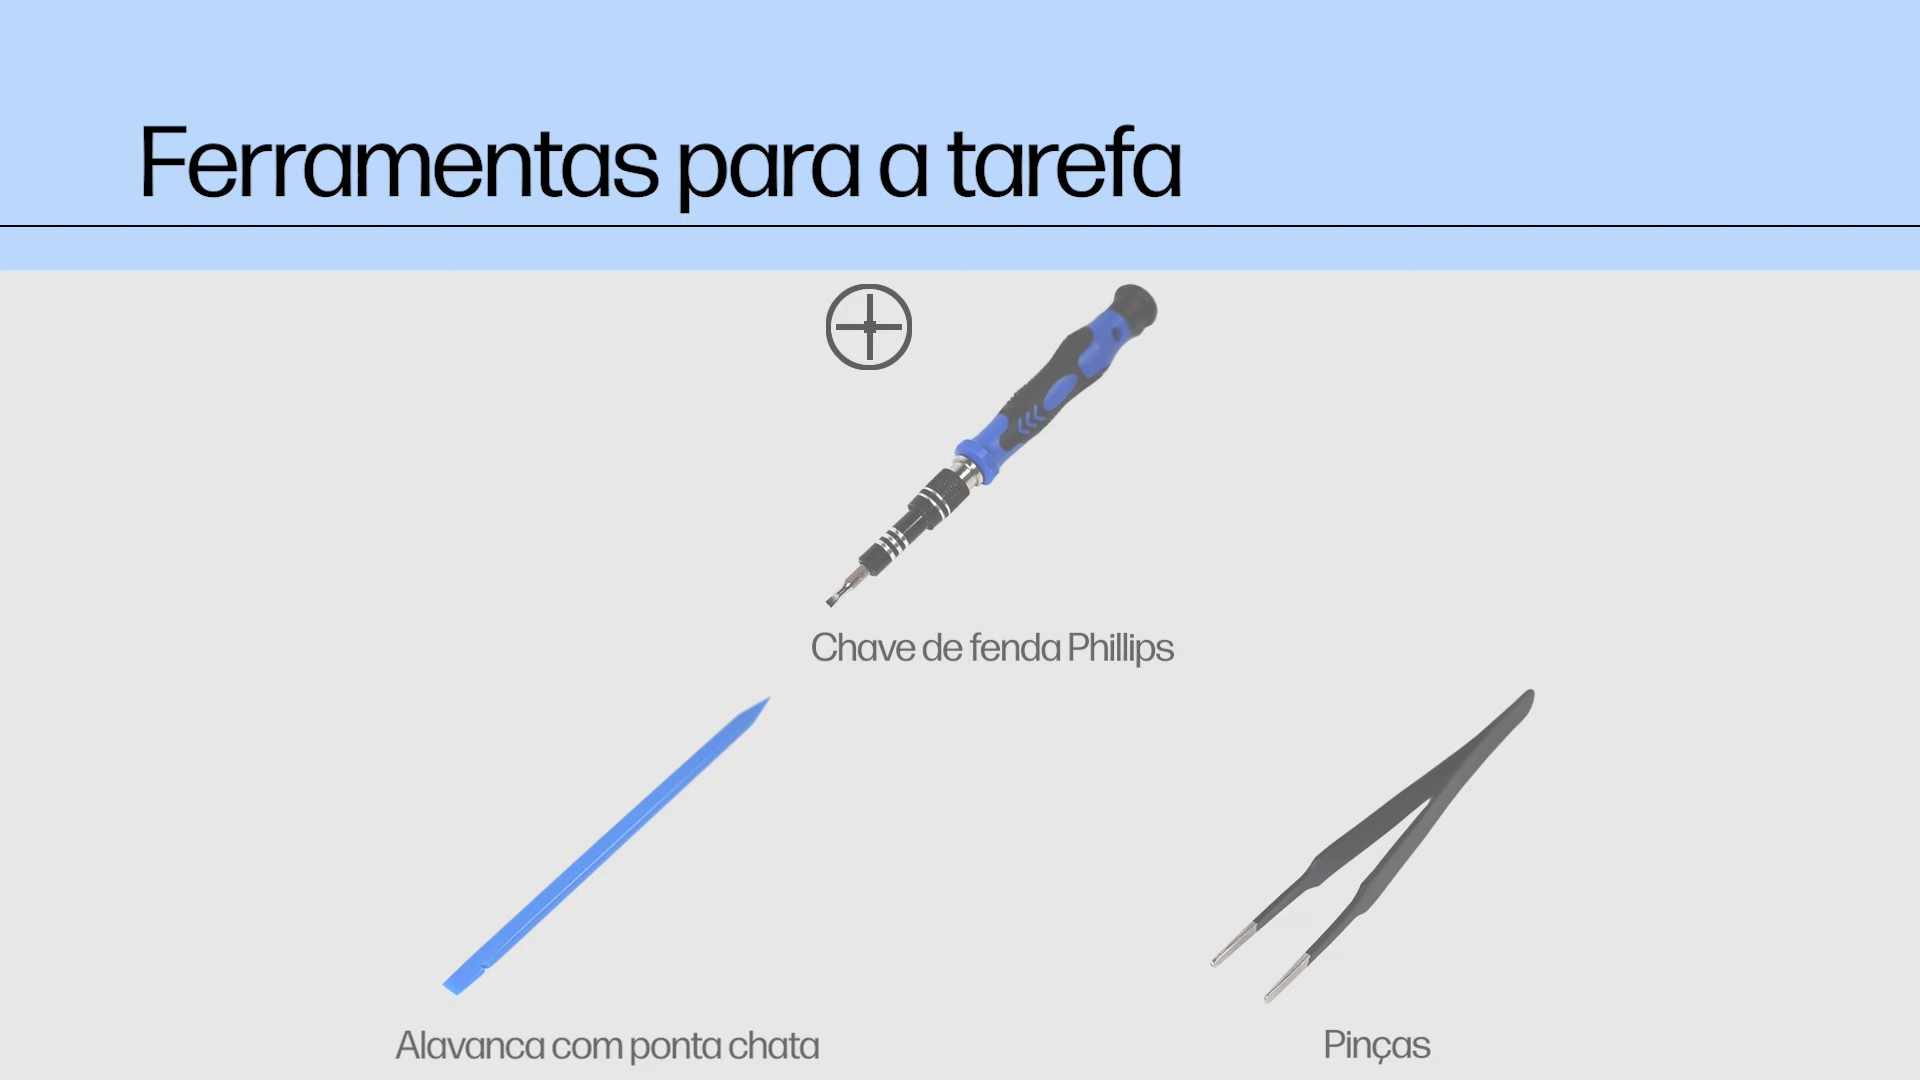 Ferramentas para a tarefa
Chave de fenda Phillips
Alavanca com ponta chata
Pinças